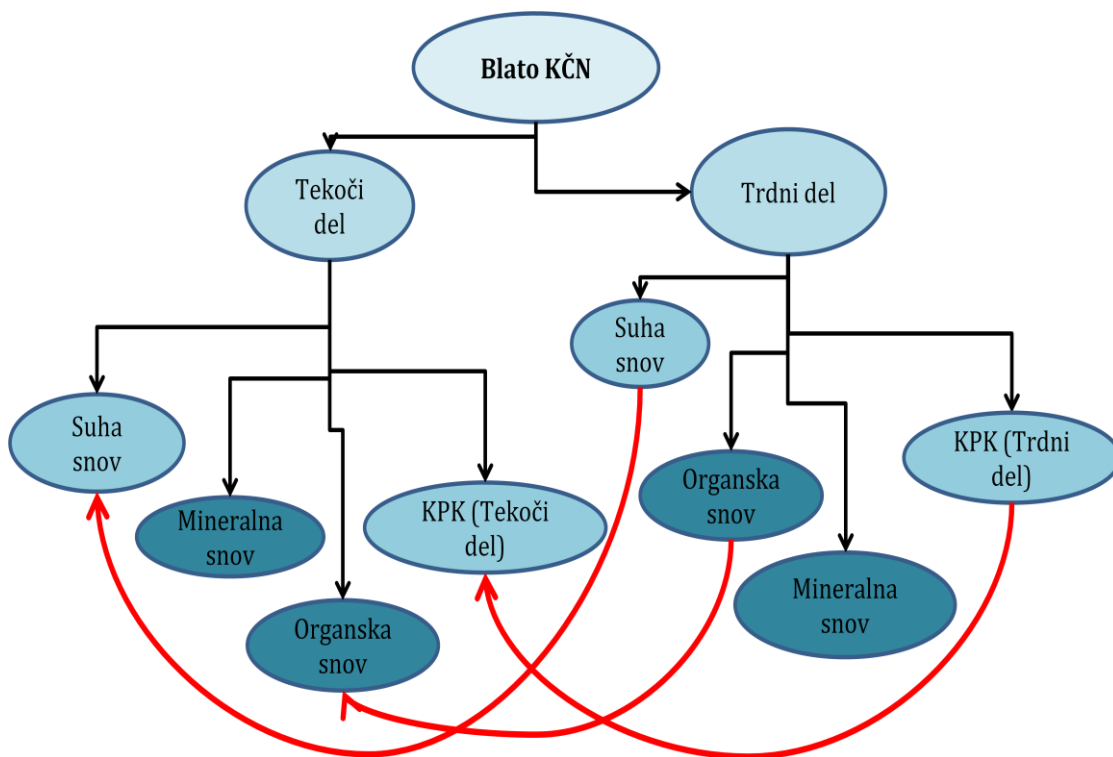 Blato KČN
Tekoči
del
Trdni del
Suha
snov
Suha
snov
Mineralna
snov
KPK (Tekoči
del)
Organska
snov
Organska
snov
KPK (Trdni
del)
Mineralna
snov